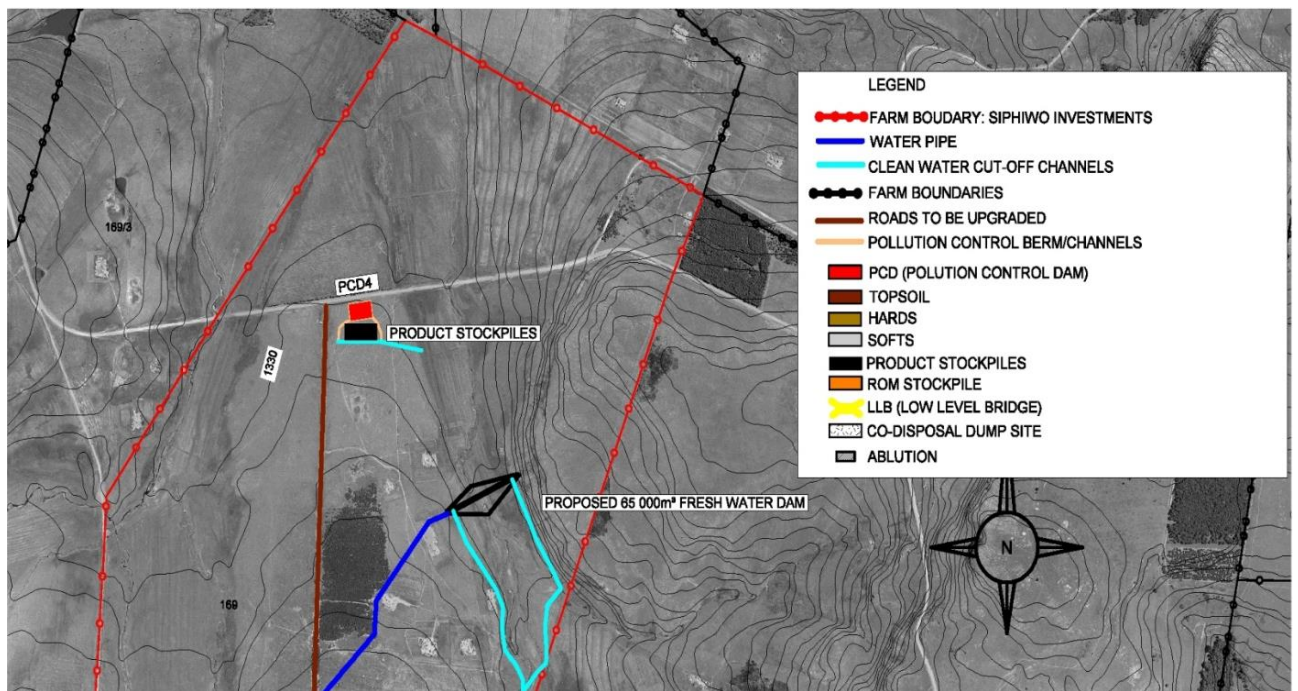 LEGEND
FARM BOUDARY: SIPHIWO INVESTMENTS
WATER PIPE
CLEAN WATER CUT-OFF CHANNELS
FARM BOUNDARIES
ROADS TO BE UPGRADED
POLLUTION CONTROL BERM/CHANNELS
PCD (POLUTION CONTROL DAM)
TOPSOIL
HARDS
SOFTS
PRODUCT STOCKPILES
ROM STOCKPILE
LLB (LOW LEVEL BRIDGE)
CO-DISPOSAL DUMP SITE
ABLUTION
169/3
PCD4
PRODUCT STOCKPILES
1330
PROPOSED 65 000m³ FRESH WATER DAM
N
169